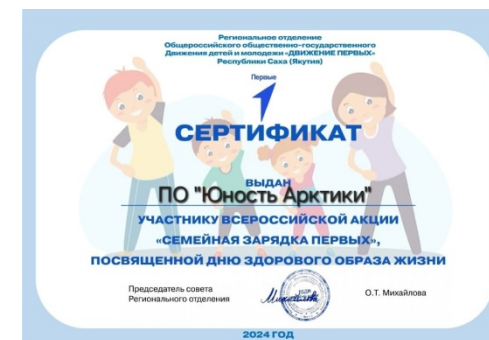 Региональное отделение
Общероссийского общественно-государственного
Движения детей и молодежи «ДВИЖЕНИЕ ПЕРВЫХ»
Республики Саха (Якутия)
Первые
СЕРТИФИКАТ
ВЫДАН
ПО "Юность Арктики"
УЧАСТНИКУ ВСЕРОССИЙСКОЙ АКЦИИ
«СЕМЕЙНАЯ ЗАРЯДКА ПЕРВЫХ»,
ПОСВЯЩЕННОЙ ДНЮ ЗДОРОВОГО ОБРАЗА ЖИЗНИ
Председатель совета
Регионального отделения
О.Т. Михайлова
2024 ГОД